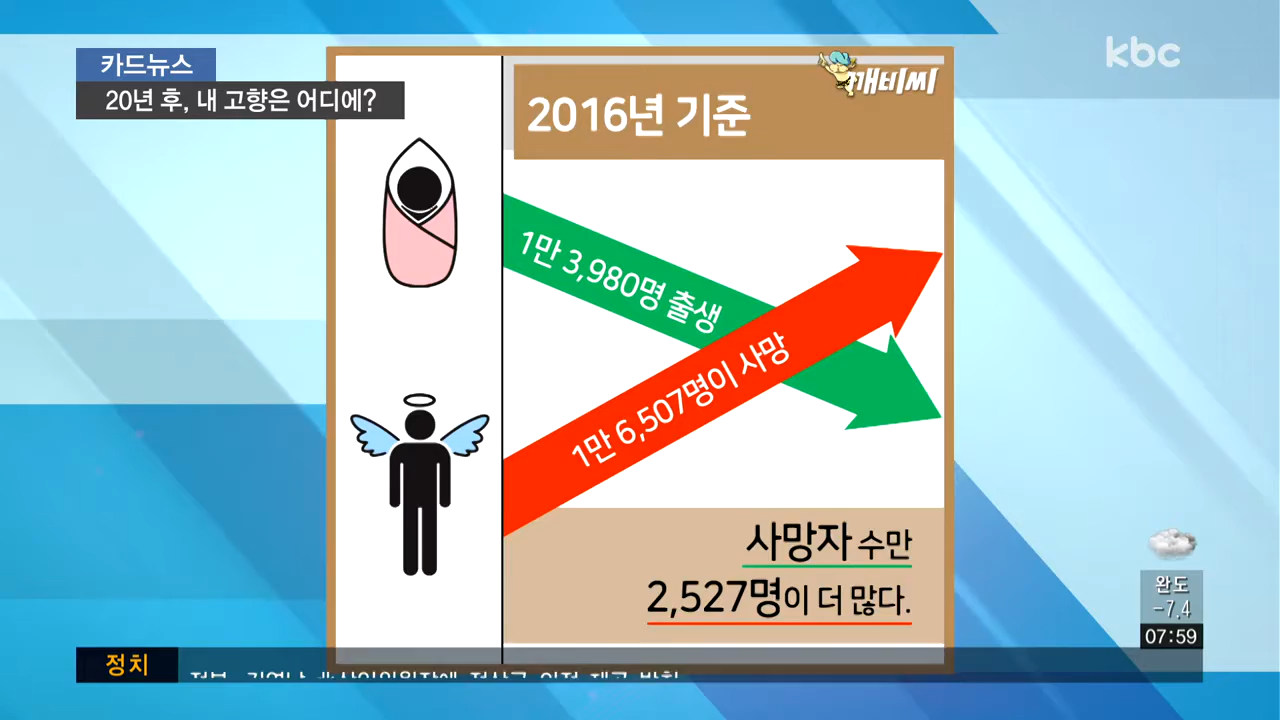 카드뉴스
20년 후, 내 고향은 어디에?
kbc
깨비씨
2016년 기준
1만 3,980명 출생
1만 6,507명이 사망
사망자 수만
2,527명이 더 많다.
완도
-7.4
07:59
정치